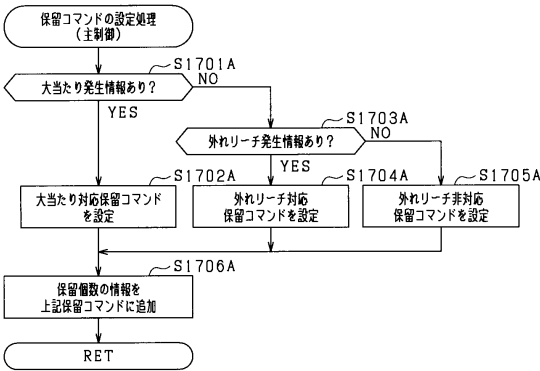 保留コマンドの設定処理
(主制御)
S1701A
大当たり発生情報あり?
NO
YES
S1703A
外れリーチ発生情報あり?
NO
YES
S1702A
大当たり対応保留コマンド
を設定
S1704A
外れリーチ対応
保留コマンドを設定
S1705A
外れリーチ非対応
保留コマンドを設定
S1706A
保留個数の情報を
上記保留コマンドに追加
RET